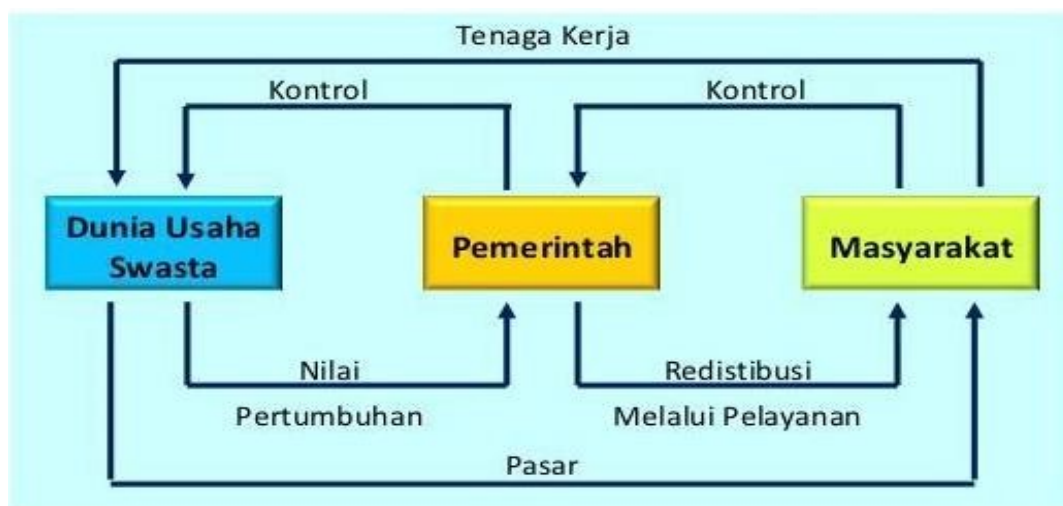 Tenaga Kerja
Kontrol
Kontrol
Dunia Usaha
Swasta
Pemerintah
Masyarakat
Nilai
Pertumbuhan
Redistibusi
Melalui Pelayanan
Pasar